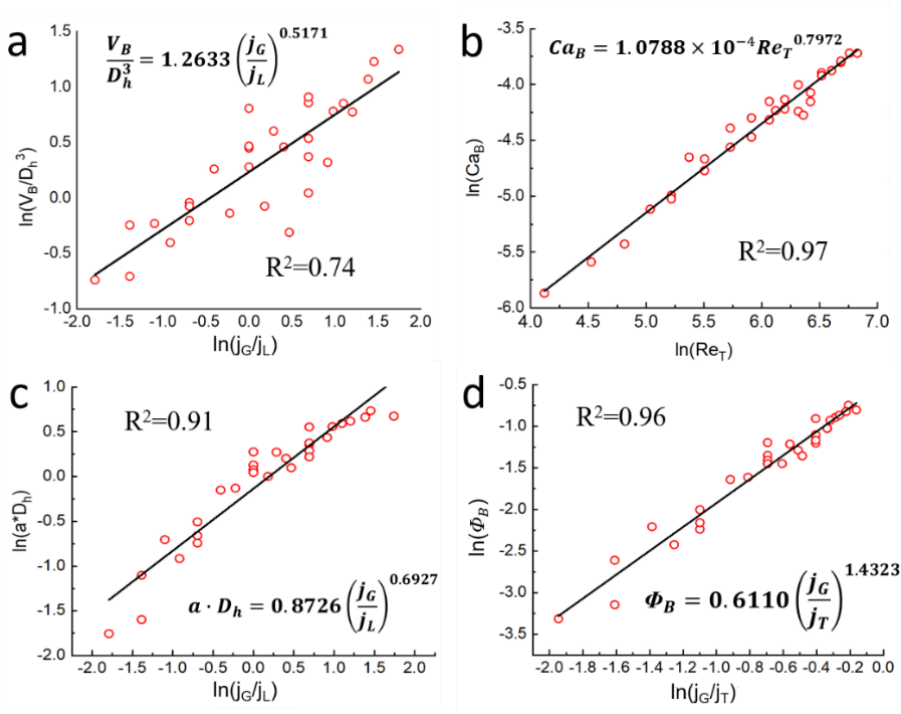 a
V_B/D_h^3 = 1.2633 (j_G/j_L)^0.5171
1.5
1.0
0.5
0.0
-0.5
-1.0
ln(V_B/D_h^3)
R²=0.74
-2.0 -1.5 -1.0 -0.5 0.0 0.5 1.0 1.5 2.0
ln(j_G/j_L)
b
Ca_B = 1.0788 × 10^-4 Re_T^0.7972
-3.5
-4.0
-4.5
-5.0
-5.5
-6.0
ln(Ca_B)
R²=0.97
4.0 4.5 5.0 5.5 6.0 6.5 7.0
ln(Re_T)
c
R²=0.91
1.0
0.5
0.0
-0.5
-1.0
-1.5
-2.0
ln(a*D_h)
a · D_h = 0.8726 (j_G/j_L)^0.6927
-2.0 -1.5 -1.0 -0.5 0.0 0.5 1.0 1.5 2.0
ln(j_G/j_L)
d
R²=0.96
-0.5
-1.0
-1.5
-2.0
-2.5
-3.0
-3.5
ln(Φ_B)
Φ_B = 0.6110 (j_G/j_T)^1.4323
-2.0 -1.8 -1.6 -1.4 -1.2 -1.0 -0.8 -0.6 -0.4 -0.2 0.0
ln(j_G/j_T)